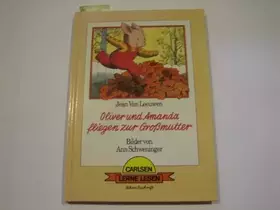 Jean Van Leeuwen
Oliver und Amanda
fliegen zur Großmutter
Bilder von
Ann Schweninger
CARLSEN
LERNE LESEN